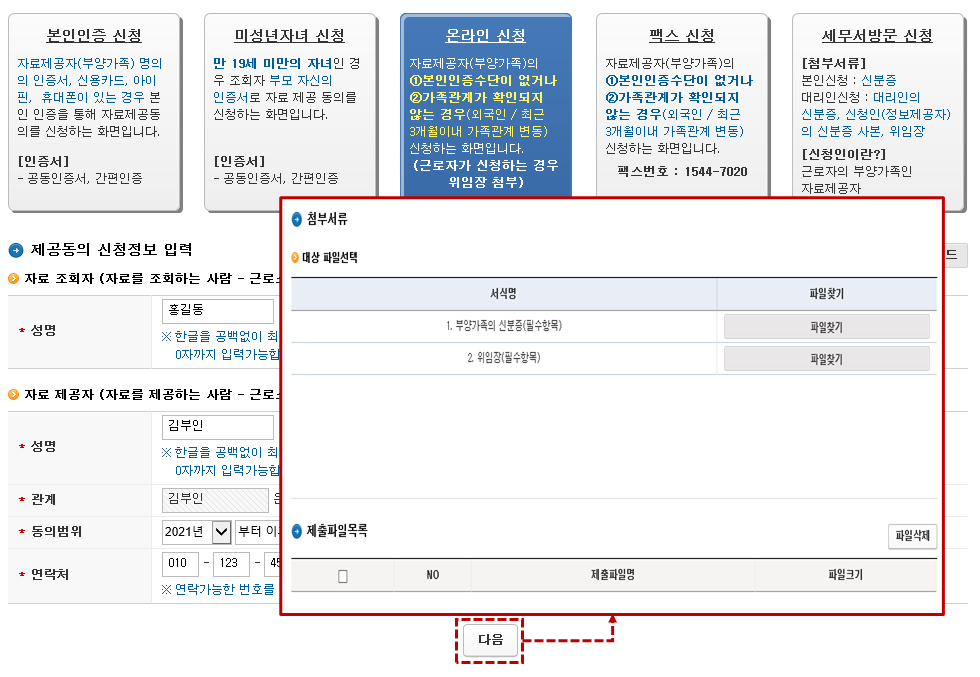 본인인증 신청
자료제공자(부양가족) 명의
의 인증서, 신용카드, 아이
핀, 휴대폰이 있는 경우 본
인 인증을 통해 자료제공동
의를 신청하는 화면입니다.
[인증서]
- 공동인증서, 간편인증
미성년자녀 신청
만 19세 미만의 자녀인 경
우 조회자 부모 자신의
인증서로 자료 제공 동의를
신청하는 화면입니다.
[인증서]
- 공동인증서, 간편인증
온라인 신청
자료제공자(부양가족)의
①본인인증수단이 없거나
②가족관계가 확인되지
않는 경우(외국인 / 최근
3개월이내 가족관계 변동)
신청하는 화면입니다.
(근로자가 신청하는 경우
위임장 첨부)
팩스 신청
자료제공자(부양가족)의
①본인인증수단이 없거나
②가족관계가 확인되지
않는 경우(외국인 / 최근
3개월이내 가족관계 변동)
신청하는 화면입니다.
팩스번호 : 1544-7020
세무서방문 신청
[첨부서류]
본인신청 : 신분증
대리인신청 : 대리인의
신분증, 신청인(정보제공자)
의 신분증 사본, 위임장
[신청인이란?]
근로자의 부양가족인
자료제공자
제공동의 신청정보 입력
드
자료 조회자 (자료를 조회하는 사람 - 근로
* 성명
홍길동
※ 한글을 공백없이 최
0자까지 입력가능합
자료 제공자 (자료를 제공하는 사람 - 근로
* 성명
김부인
※ 한글을 공백없이 최
0자까지 입력가능합
* 관계
김부인
* 동의범위
2021년 부터 이
* 연락처
010 - 123 - 45
※ 연락가능한 번호를
첨부서류
대상 파일선택
서식명 파일찾기
1. 부양가족의 신분증(필수항목) 파일찾기
2. 위임장(필수항목) 파일찾기
제출파일목록
파일삭제
NO 제출파일명 파일크기
다음